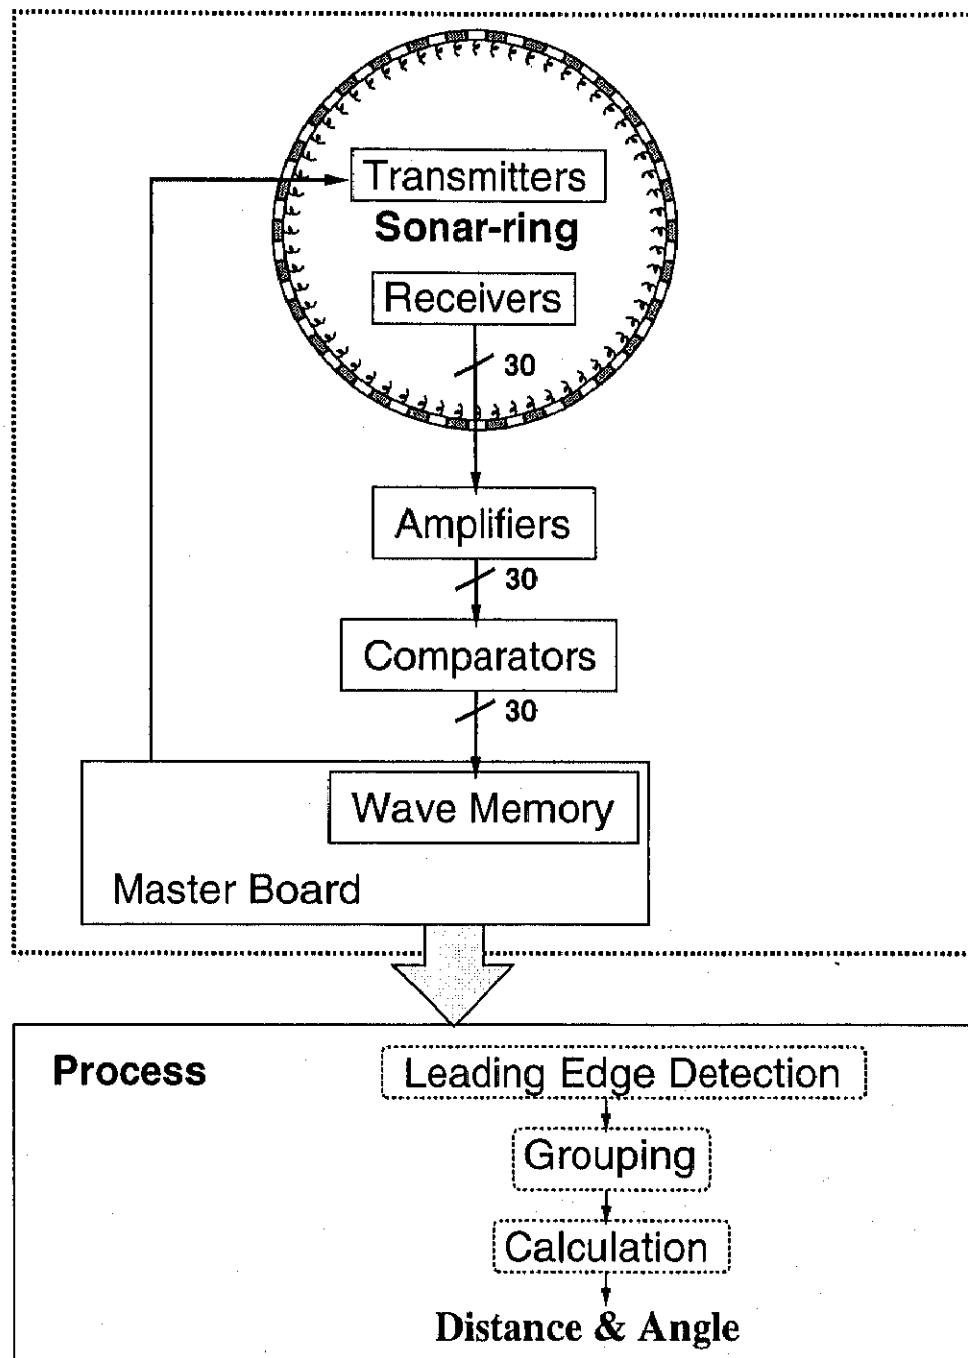 Transmitters
Sonar-ring
Receivers
30
Amplifiers
30
Comparators
30
Wave Memory
Master Board
Process
Leading Edge Detection
Grouping
Calculation
Distance & Angle